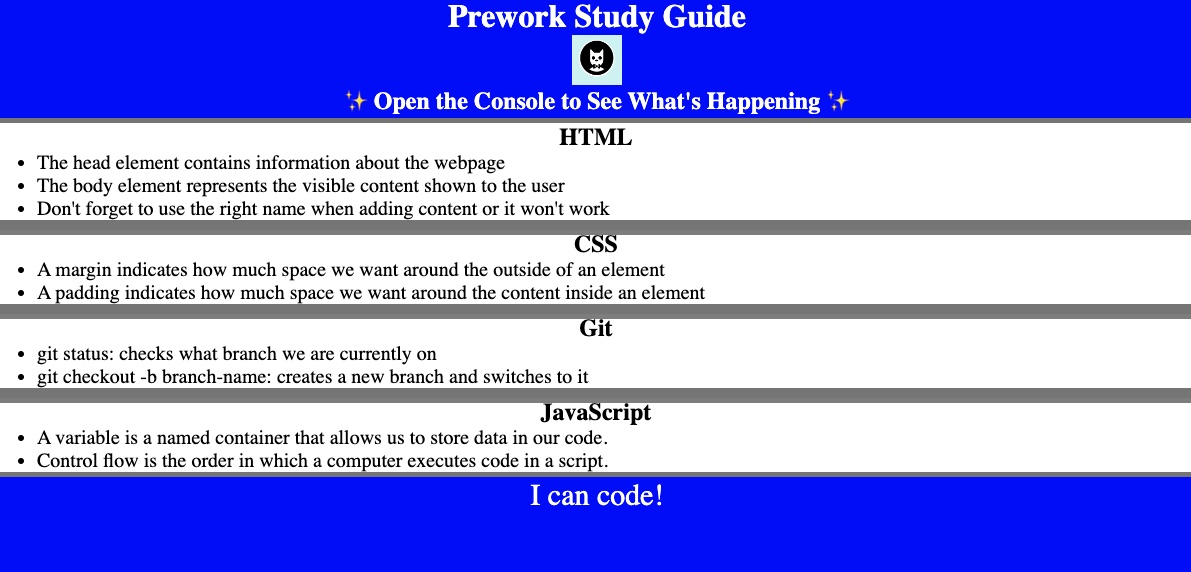 Prework Study Guide
✨ Open the Console to See What's Happening ✨
HTML
• The head element contains information about the webpage
• The body element represents the visible content shown to the user
• Don't forget to use the right name when adding content or it won't work
CSS
• A margin indicates how much space we want around the outside of an element
• A padding indicates how much space we want around the content inside an element
Git
• git status: checks what branch we are currently on
• git checkout -b branch-name: creates a new branch and switches to it
JavaScript
• A variable is a named container that allows us to store data in our code.
• Control flow is the order in which a computer executes code in a script.
I can code!